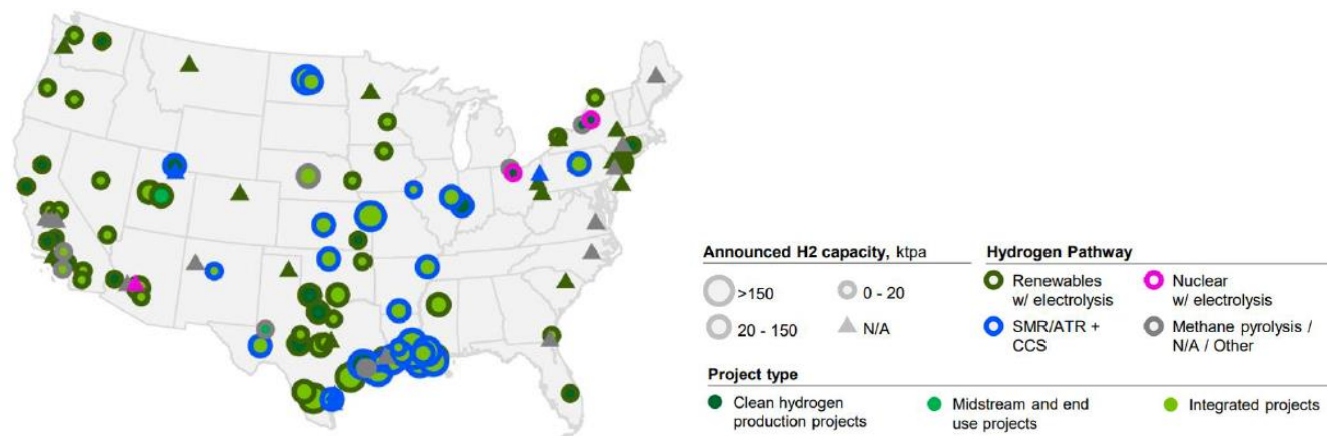 Announced H2 capacity, ktpa
>150
0 - 20
20 - 150
N/A
Hydrogen Pathway
Renewables
w/ electrolysis
Nuclear
w/ electrolysis
SMR/ATR +
CCS
Methane pyrolysis /
N/A / Other
Project type
Clean hydrogen
production projects
Midstream and end
use projects
Integrated projects